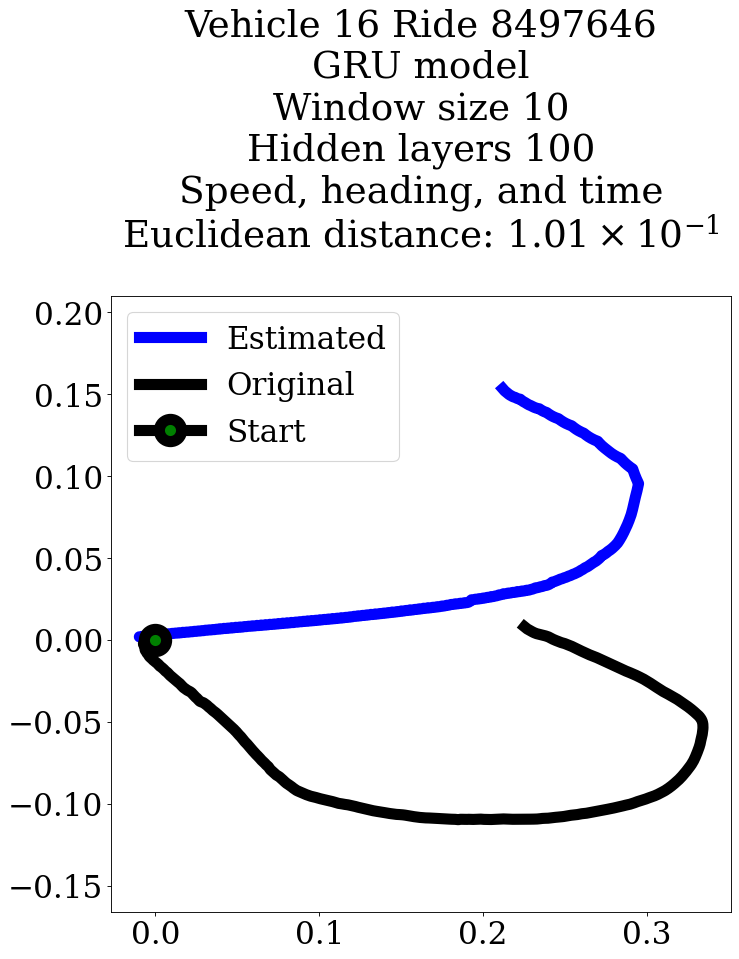 Vehicle 16 Ride 8497646
GRU model
Window size 10
Hidden layers 100
Speed, heading, and time
Euclidean distance: 1.01 × 10⁻¹
Estimated
Original
Start
0.20
0.15
0.10
0.05
0.00
−0.05
−0.10
−0.15
0.0 0.1 0.2 0.3